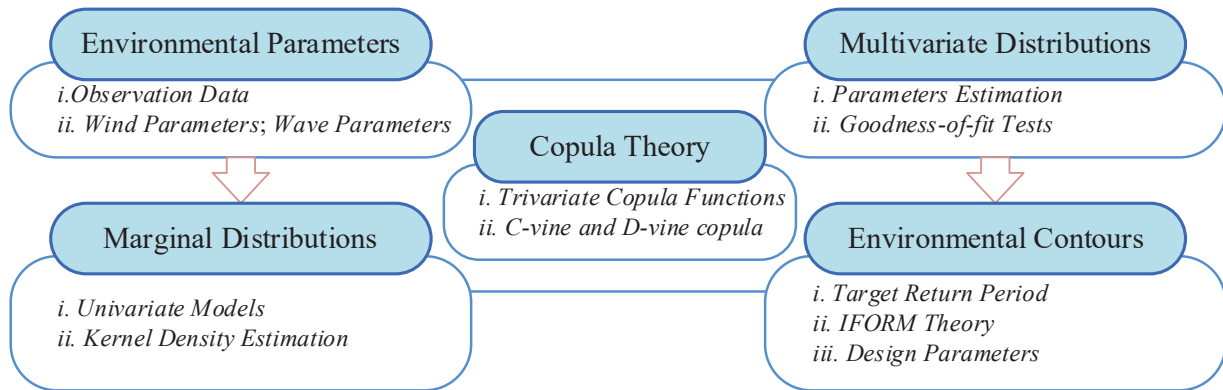 Environmental Parameters
i.Observation Data
ii. Wind Parameters; Wave Parameters
Marginal Distributions
i. Univariate Models
ii. Kernel Density Estimation
Copula Theory
i. Trivariate Copula Functions
ii. C-vine and D-vine copula
Multivariate Distributions
i. Parameters Estimation
ii. Goodness-of-fit Tests
Environmental Contours
i. Target Return Period
ii. IFORM Theory
iii. Design Parameters